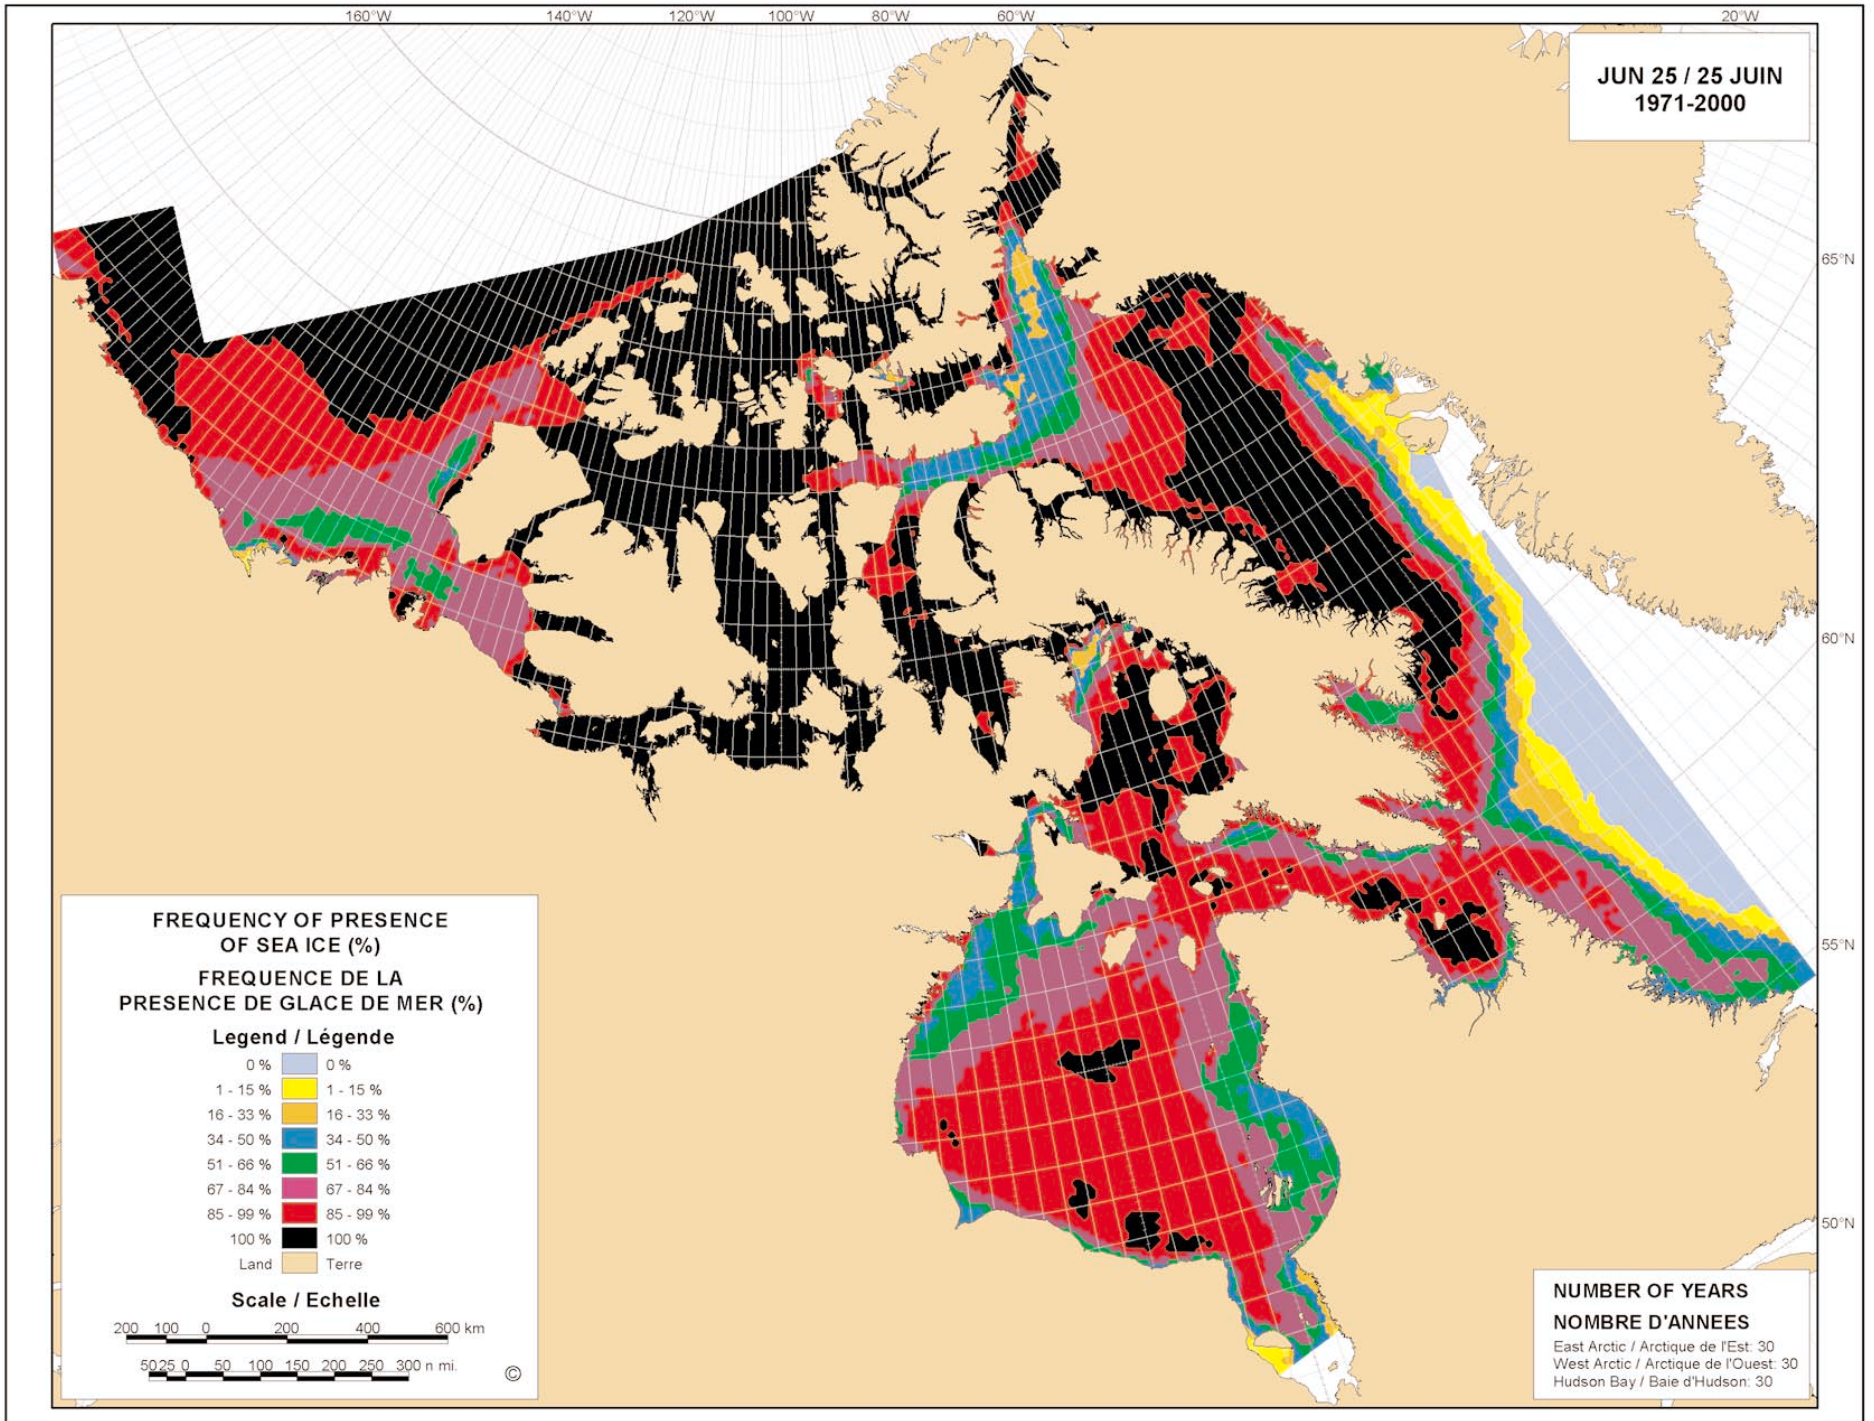 160°W 140°W 120°W 100°W 80°W 60°W 20°W
JUN 25 / 25 JUIN
1971-2000
65°N
60°N
55°N
50°N
FREQUENCY OF PRESENCE
OF SEA ICE (%)
FREQUENCE DE LA
PRESENCE DE GLACE DE MER (%)
Legend / Légende
0 % 0 %
1 - 15 % 1 - 15 %
16 - 33 % 16 - 33 %
34 - 50 % 34 - 50 %
51 - 66 % 51 - 66 %
67 - 84 % 67 - 84 %
85 - 99 % 85 - 99 %
100 % 100 %
Land Terre
Scale / Echelle
200 100 0 200 400 600 km
50 25 0 50 100 150 200 250 300 n mi.
©
NUMBER OF YEARS
NOMBRE D'ANNEES
East Arctic / Arctique de l'Est: 30
West Arctic / Arctique de l'Ouest: 30
Hudson Bay / Baie d'Hudson: 30